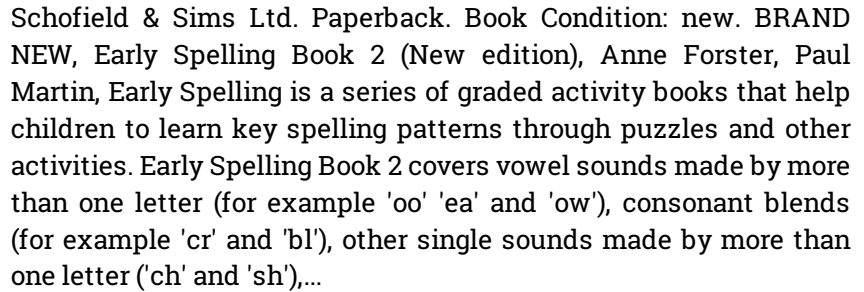 Schofield & Sims Ltd. Paperback. Book Condition: new. BRAND
NEW, Early Spelling Book 2 (New edition), Anne Forster, Paul
Martin, Early Spelling is a series of graded activity books that help
children to learn key spelling patterns through puzzles and other
activities. Early Spelling Book 2 covers vowel sounds made by more
than one letter (for example 'oo' 'ea' and 'ow'), consonant blends
(for example 'cr' and 'bl'), other single sounds made by more than
one letter ('ch' and 'sh'),...